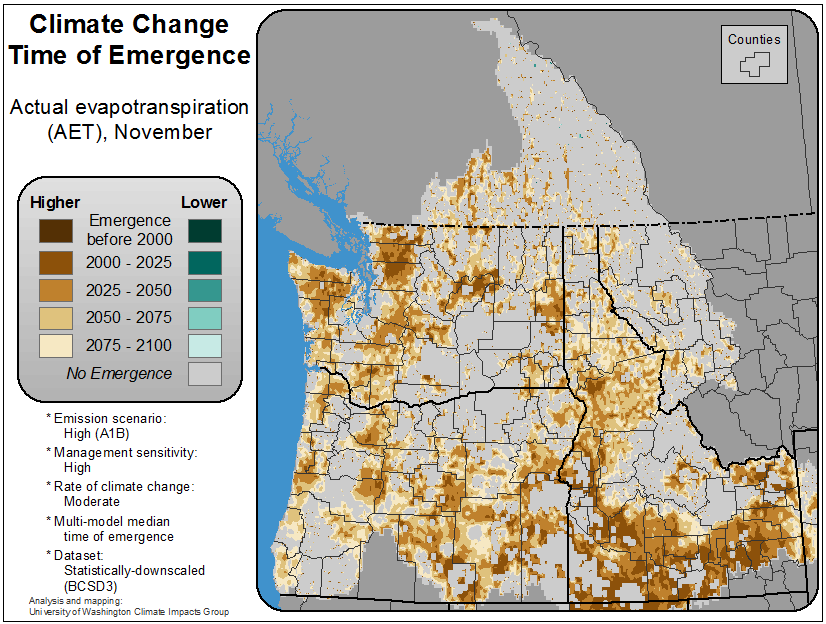 Climate Change
Time of Emergence
Actual evapotranspiration
(AET), November
Higher Lower
Emergence
before 2000
2000 - 2025
2025 - 2050
2050 - 2075
2075 - 2100
No Emergence
* Emission scenario:
High (A1B)
* Management sensitivity:
High
* Rate of climate change:
Moderate
* Multi-model median
time of emergence
* Dataset:
Statistically-downscaled
(BCSD3)
Analysis and mapping:
University of Washington Climate Impacts Group
Counties